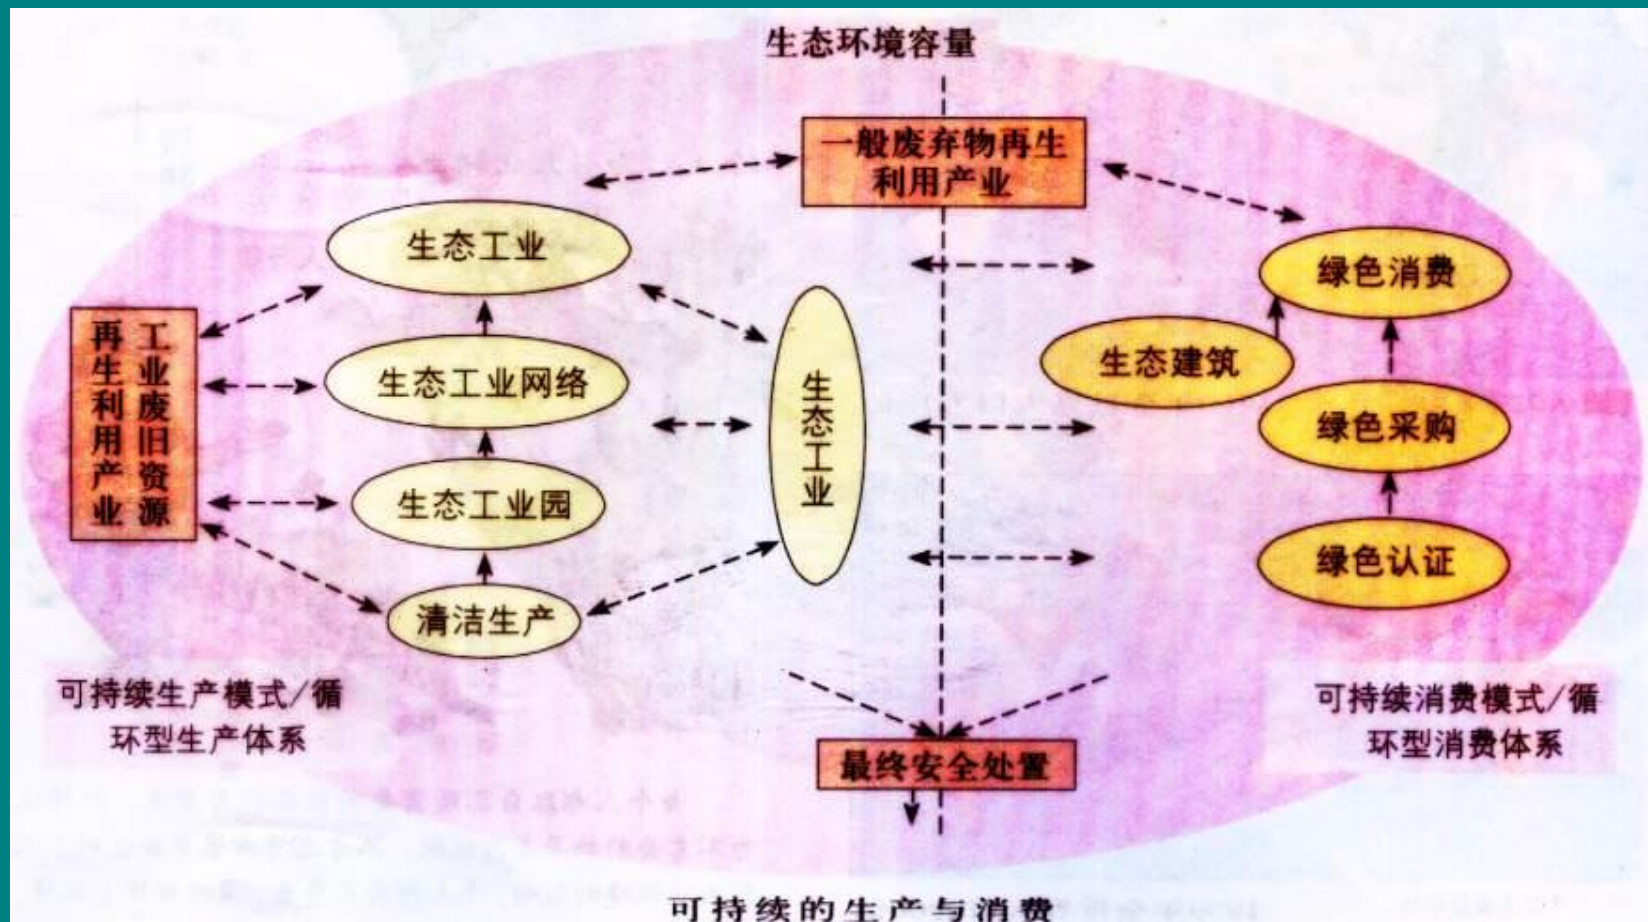 生态环境容量
一般废弃物再生
利用产业
生态工业
绿色消费
工业废旧资源
再生利用产业
生态工业网络
生态工业
生态建筑
绿色采购
生态工业园
绿色认证
清洁生产
可持续生产模式/循
环型生产体系
可持续消费模式/循
环型消费体系
最终安全处置
可持续的生产与消费